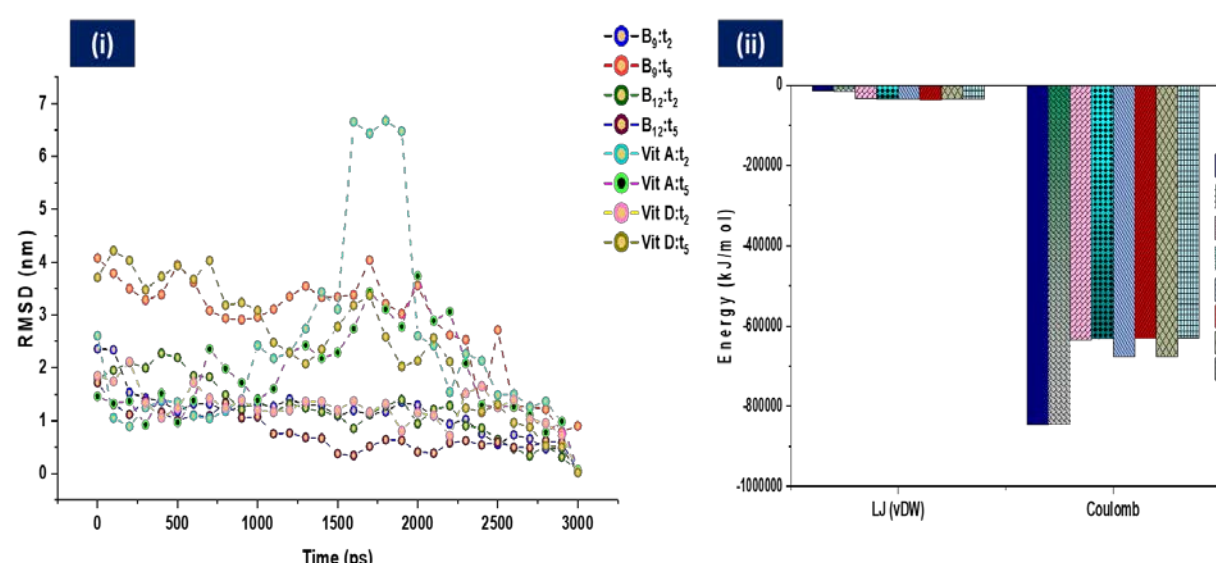 (i)
7
6
5
4
3
2
1
0
RMSD (nm)
0 500 1000 1500 2000 2500 3000
Time (ps)
B9:t2
B9:t5
B12:t2
B12:t5
Vit A:t2
Vit A:t5
Vit D:t2
Vit D:t5
(ii)
0
-200000
-400000
-600000
-800000
-1000000
Energy (kJ/mol)
LJ (vDW) Coulomb